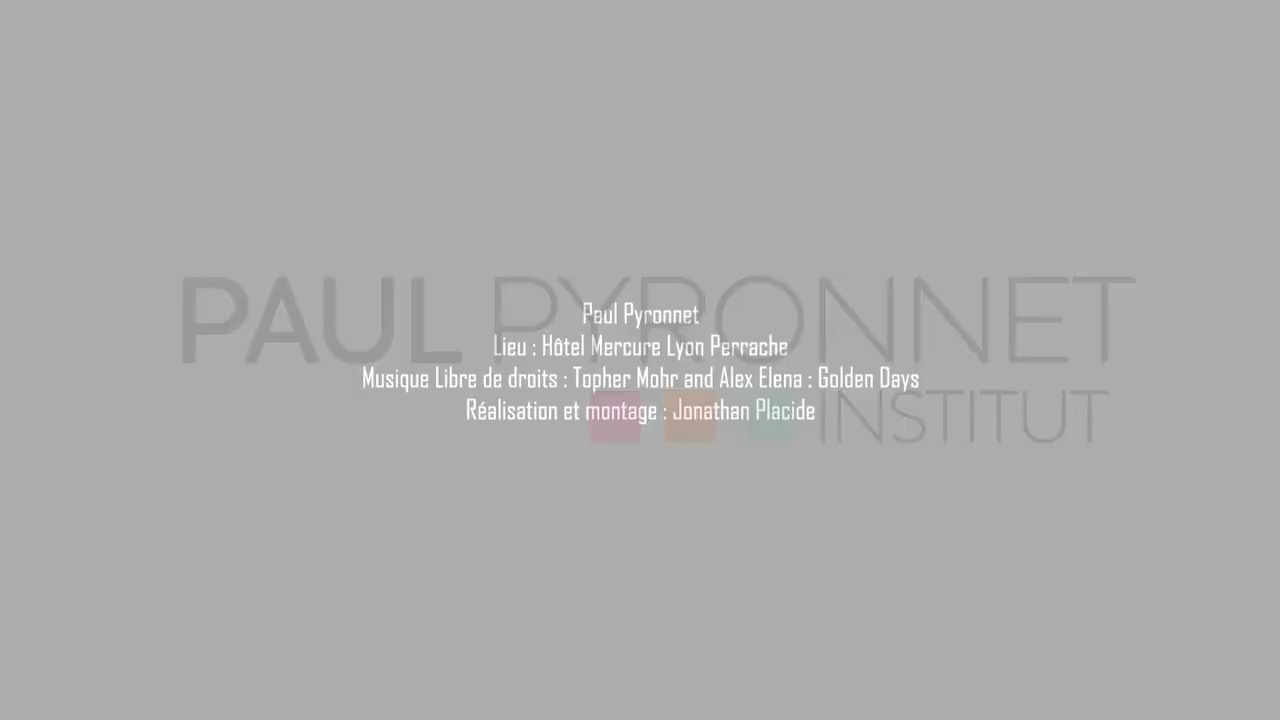 PAUL PYRONNET
INSTITUT
Paul Pyronnet
Lieu : Hôtel Mercure Lyon Perrache
Musique Libre de droits : Topher Mohr and Alex Elena : Golden Days
Réalisation et montage : Jonathan Placide